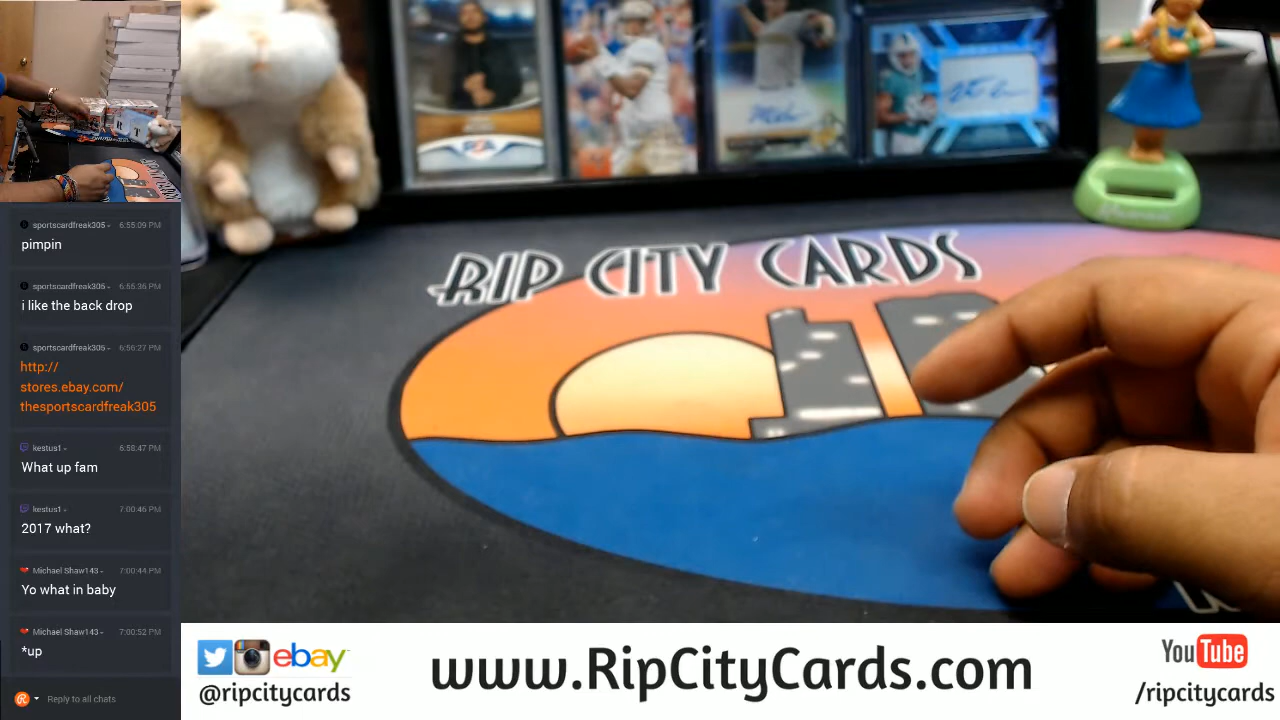 sportscardfreak305 6:55:09 PM
pimpin
sportscardfreak305 6:55:36 PM
i like the back drop
sportscardfreak305 6:56:27 PM
http://
stores.ebay.com/
thesportscardfreak305
kestus1 6:58:47 PM
What up fam
kestus1 7:00:46 PM
2017 what?
Michael Shaw143 7:00:44 PM
Yo what in baby
Michael Shaw143 7:00:52 PM
*up
Reply to all chats
RIP CITY CARDS
ebay
@ripcitycards
www.RipCityCards.com
YouTube
/ripcitycards